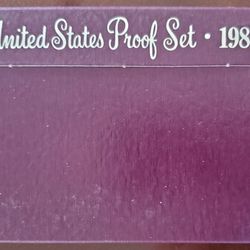 United States Proof Set · 198